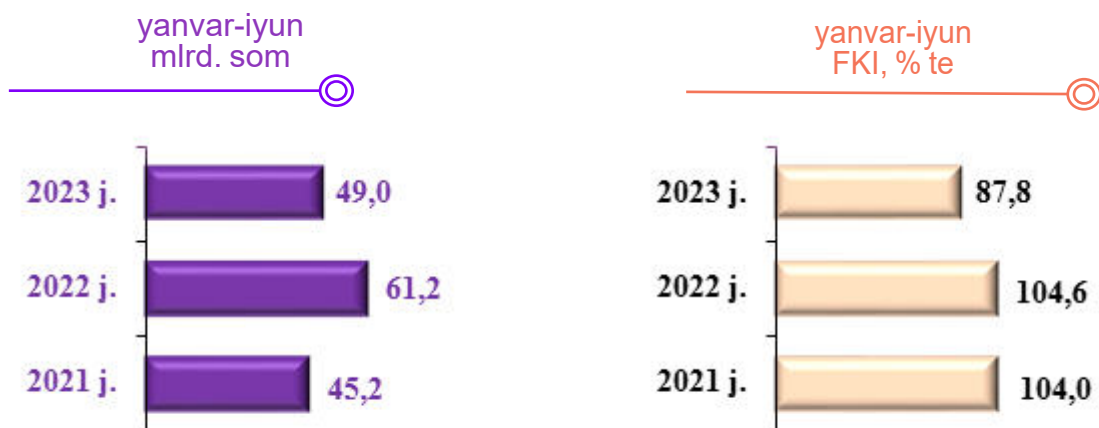 yanvar-iyun
mlrd. som
2023 j.
49,0
2022 j.
61,2
2021 j.
45,2
yanvar-iyun
FKI, % te
2023 j.
87,8
2022 j.
104,6
2021 j.
104,0